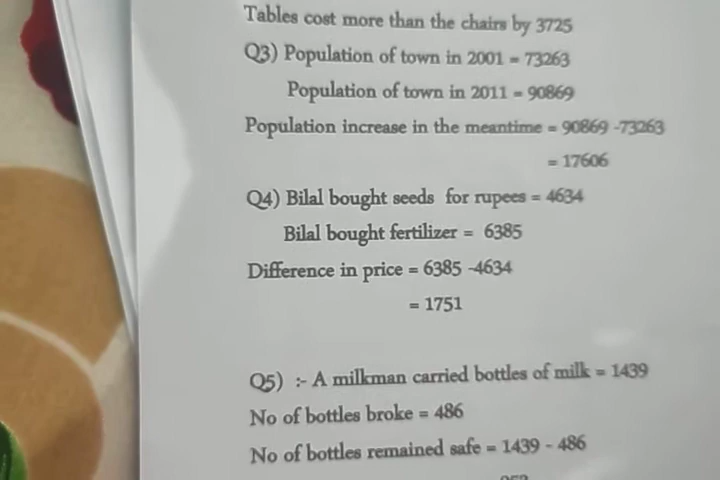 Tables cost more than the chairs by 3725
Q3) Population of town in 2001 = 73263
Population of town in 2011 = 90869
Population increase in the meantime = 90869 -73263
= 17606
Q4) Bilal bought seeds for rupees = 4634
Bilal bought fertilizer = 6385
Difference in price = 6385 -4634
= 1751
Q5) :- A milkman carried bottles of milk = 1439
No of bottles broke = 486
No of bottles remained safe = 1439 - 486